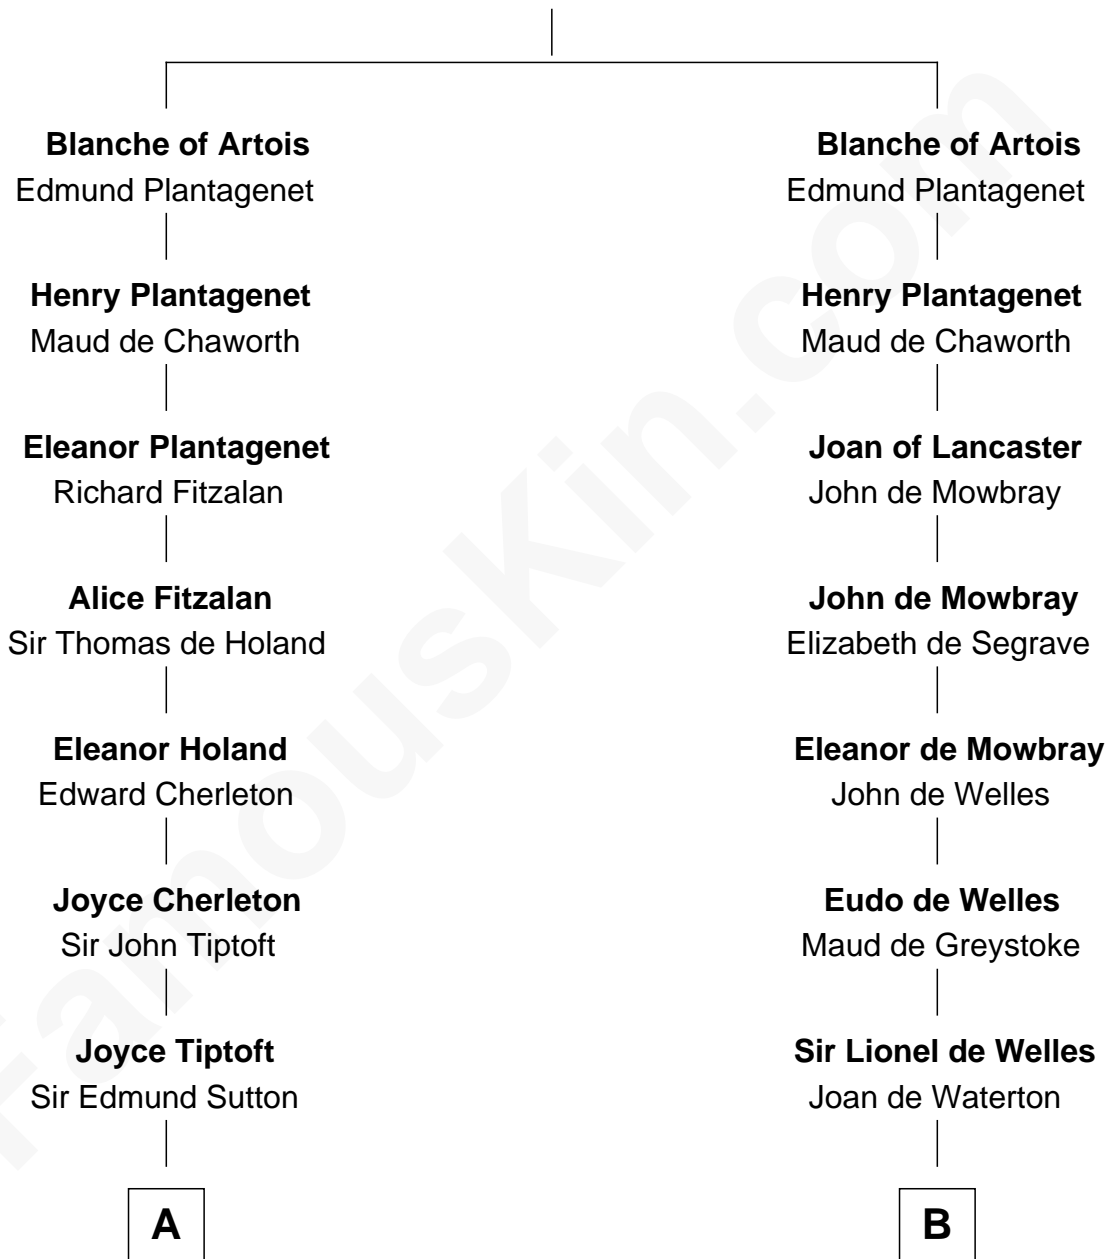 Blanche of Artois
Edmund Plantagenet
Henry Plantagenet
Maud de Chaworth
Eleanor Plantagenet
Richard Fitzalan
Alice Fitzalan
Sir Thomas de Holand
Eleanor Holand
Edward Cherleton
Joyce Cherleton
Sir John Tiptoft
Joyce Tiptoft
Sir Edmund Sutton
A
Blanche of Artois
Edmund Plantagenet
Henry Plantagenet
Maud de Chaworth
Joan of Lancaster
John de Mowbray
John de Mowbray
Elizabeth de Segrave
Eleanor de Mowbray
John de Welles
Eudo de Welles
Maud de Greystoke
Sir Lionel de Welles
Joan de Waterton
B
FamousKin.com